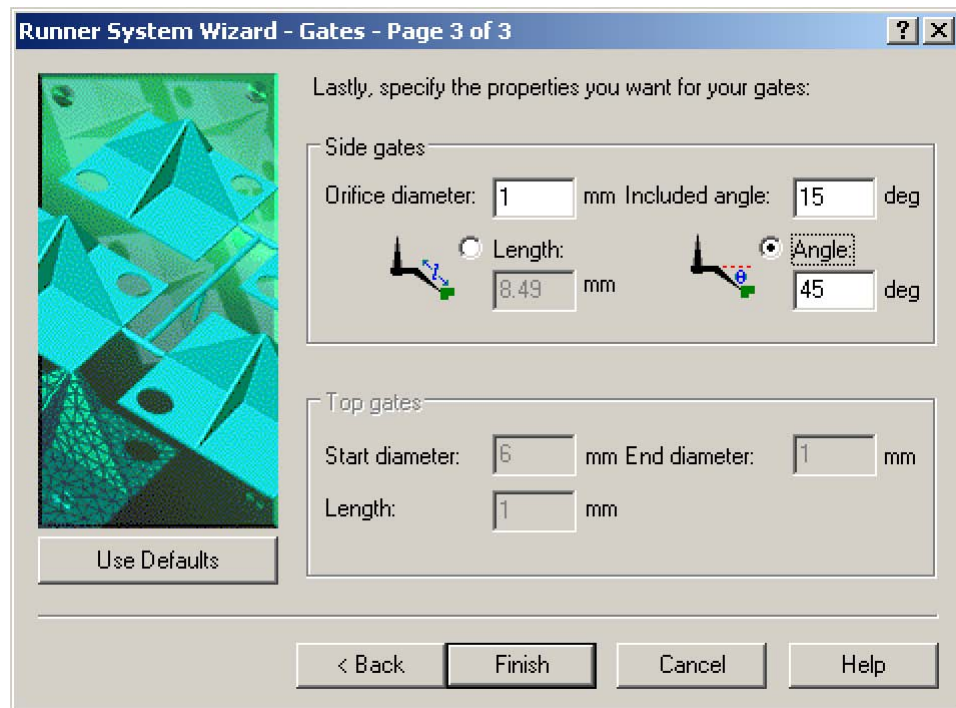 Runner System Wizard - Gates - Page 3 of 3 ? X
Lastly, specify the properties you want for your gates:
Side gates
Orifice diameter: 1 mm Included angle: 15 deg
l Length: θ Angle:
8.49 mm 45 deg
Top gates
Start diameter: 6 mm End diameter: 1 mm
Length: 1 mm
Use Defaults
< Back Finish Cancel Help